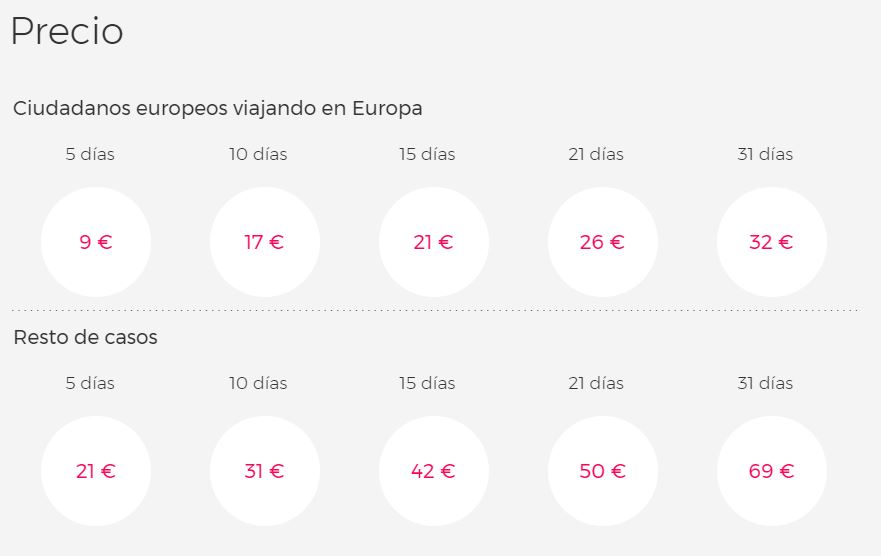 Precio
Ciudadanos europeos viajando en Europa
5 días 10 días 15 días 21 días 31 días
9 € 17 € 21 € 26 € 32 €
Resto de casos
5 días 10 días 15 días 21 días 31 días
21 € 31 € 42 € 50 € 69 €